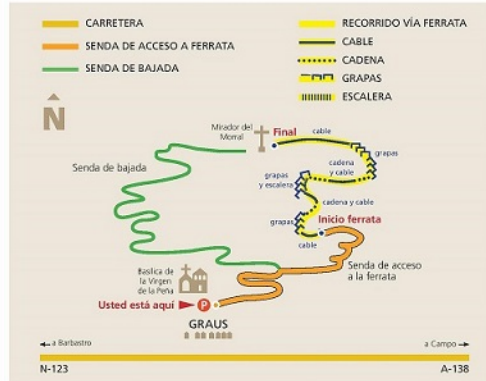 CARRETERA
SENDA DE ACCESO A FERRATA
SENDA DE BAJADA
RECORRIDO VÍA FERRATA
CABLE
CADENA
GRAPAS
ESCALERA
N
Mirador del
Morral
Final
cable
grapas
cadena
y cable
grapas
y escalera
cadena y cable
Senda de bajada
grapas
Inicio ferrata
cable
Senda de acceso
a la ferrata
Basílica de
la Virgen
de la Peña
Usted está aquí
P
GRAUS
a Barbastro
a Campo
N-123
A-138